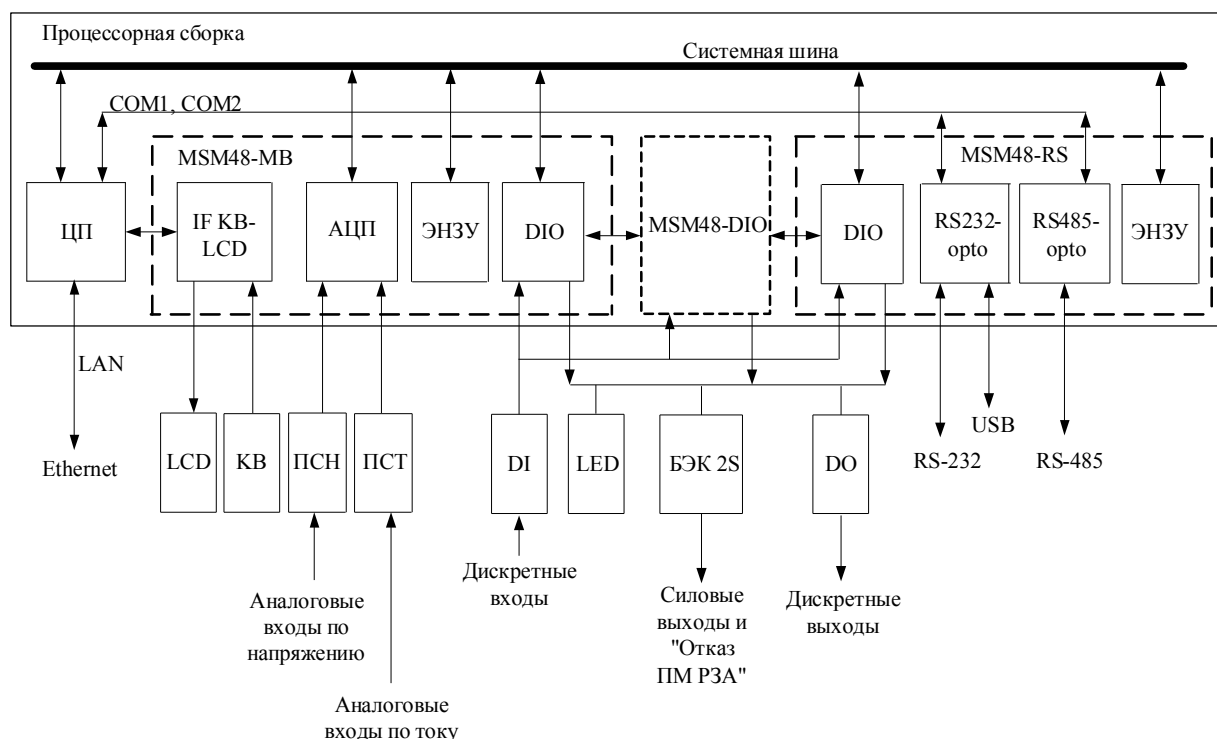 Процессорная сборка
Системная шина
COM1, COM2
MSM48-MB
MSM48-RS
ЦП
IF KB-
LCD
АЦП
ЭНЗУ
DIO
MSM48-DIO
DIO
RS232-
opto
RS485-
opto
ЭНЗУ
LAN
Ethernet
LCD
KB
ПСН
ПСТ
DI
LED
БЭК 2S
DO
USB
RS-232
RS-485
Дискретные
входы
Силовые
выходы и
"Отказ
ПМ РЗА"
Дискретные
выходы
Аналоговые
входы по
напряжению
Аналоговые
входы по току